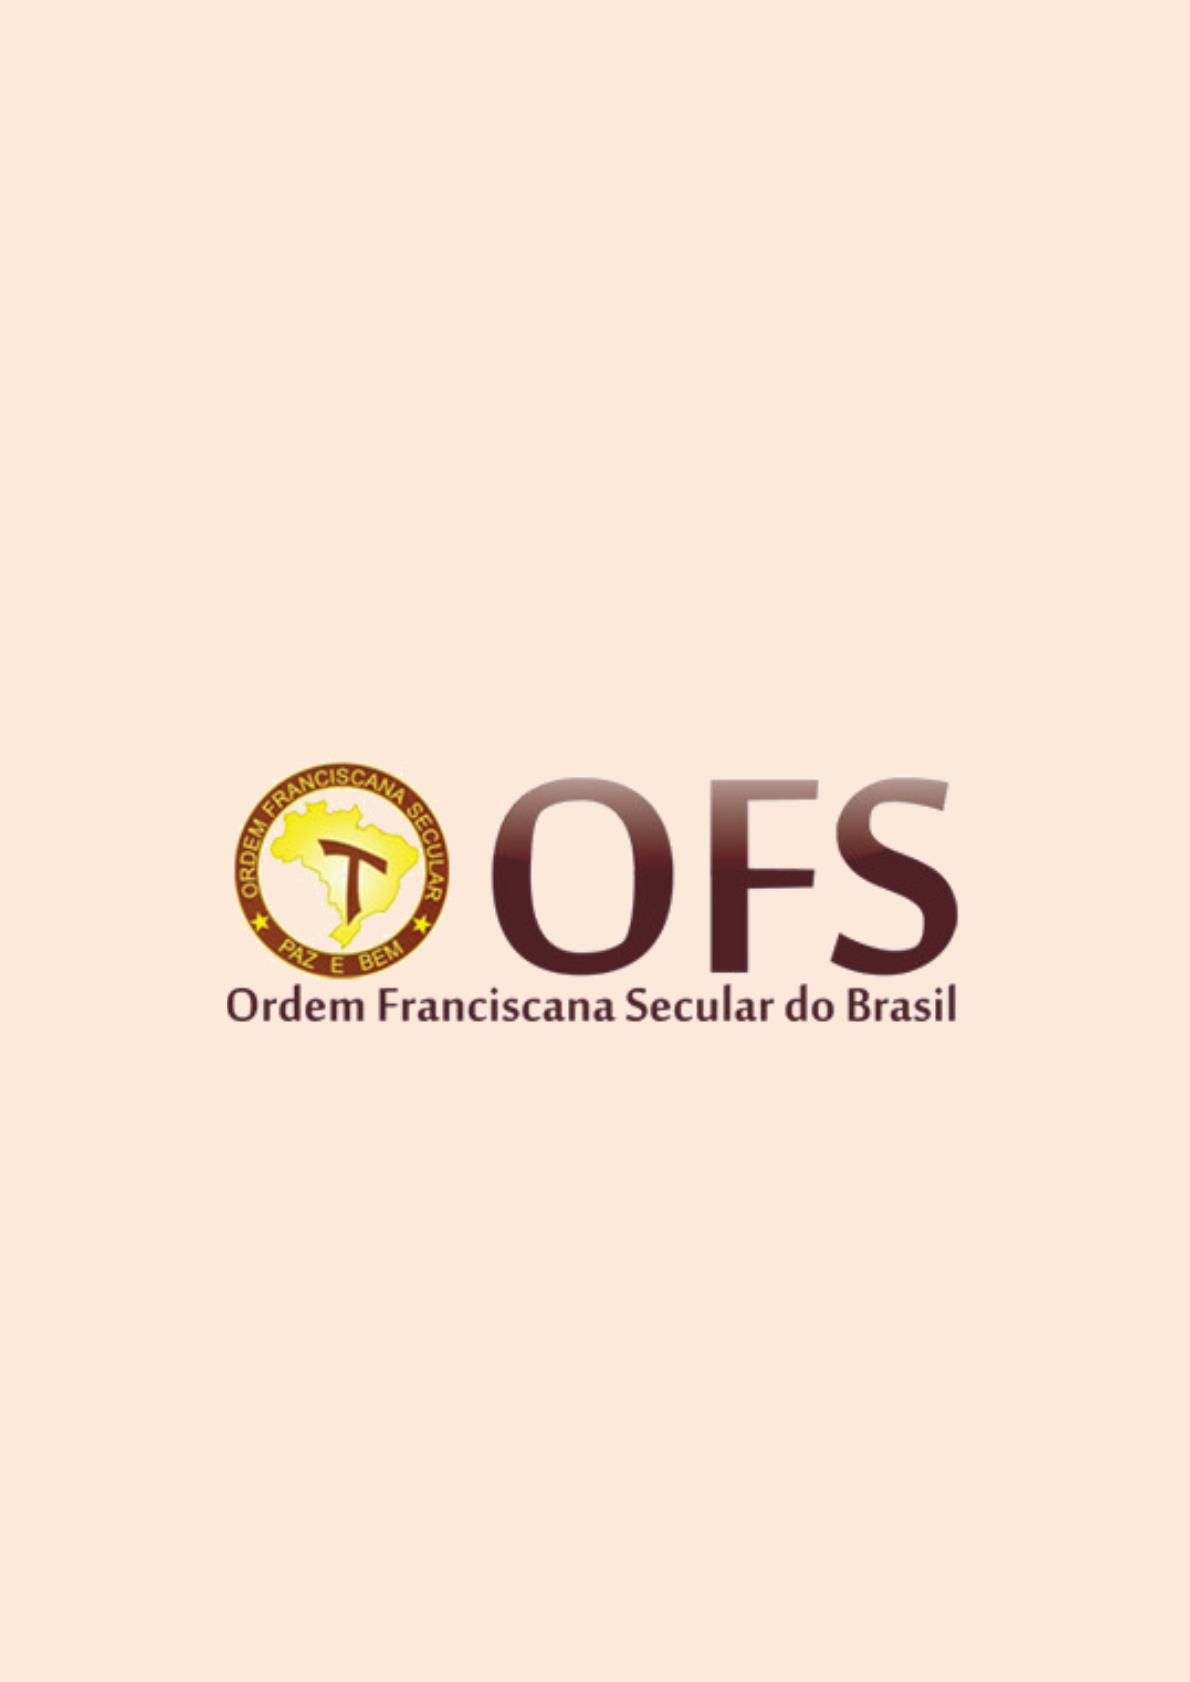 ORDEM FRANCISCANA SECULAR
PAZ E BEM
OFS
Ordem Franciscana Secular do Brasil